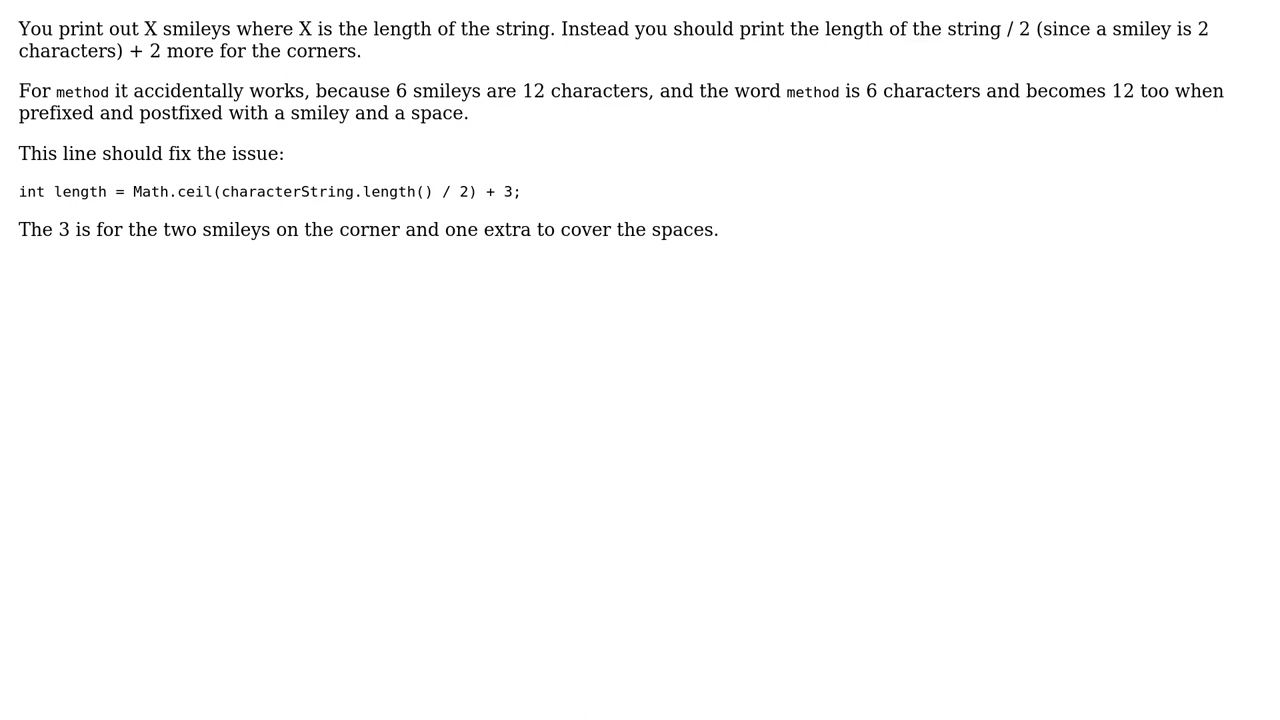 You print out X smileys where X is the length of the string. Instead you should print the length of the string / 2 (since a smiley is 2
characters) + 2 more for the corners.
For method it accidentally works, because 6 smileys are 12 characters, and the word method is 6 characters and becomes 12 too when
prefixed and postfixed with a smiley and a space.
This line should fix the issue:
int length = Math.ceil(characterString.length() / 2) + 3;
The 3 is for the two smileys on the corner and one extra to cover the spaces.